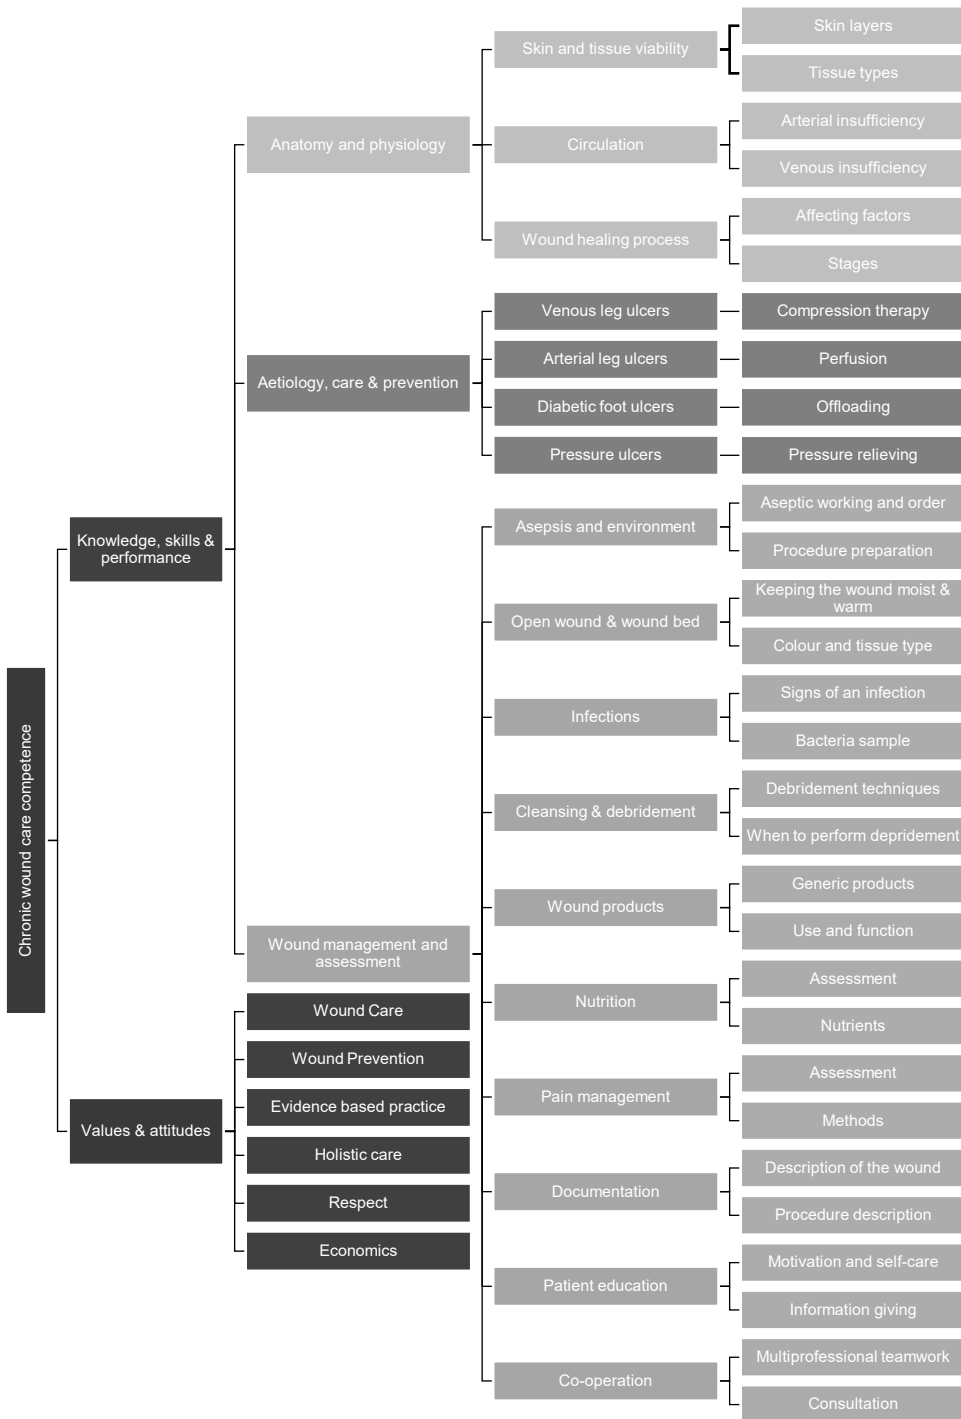 Chronic wound care competence
Knowledge, skills &
performance
Anatomy and physiology
Skin and tissue viability
Skin layers
Tissue types
Circulation
Arterial insufficiency
Venous insufficiency
Wound healing process
Affecting factors
Stages
Aetiology, care & prevention
Venous leg ulcers
Compression therapy
Arterial leg ulcers
Perfusion
Diabetic foot ulcers
Offloading
Pressure ulcers
Pressure relieving
Wound management and
assessment
Asepsis and environment
Aseptic working and order
Procedure preparation
Open wound & wound bed
Keeping the wound moist &
warm
Colour and tissue type
Infections
Signs of an infection
Bacteria sample
Cleansing & debridement
Debridement techniques
When to perform depridement
Wound products
Generic products
Use and function
Nutrition
Assessment
Nutrients
Pain management
Assessment
Methods
Documentation
Description of the wound
Procedure description
Patient education
Motivation and self-care
Information giving
Co-operation
Multiprofessional teamwork
Consultation
Values & attitudes
Wound Care
Wound Prevention
Evidence based practice
Holistic care
Respect
Economics